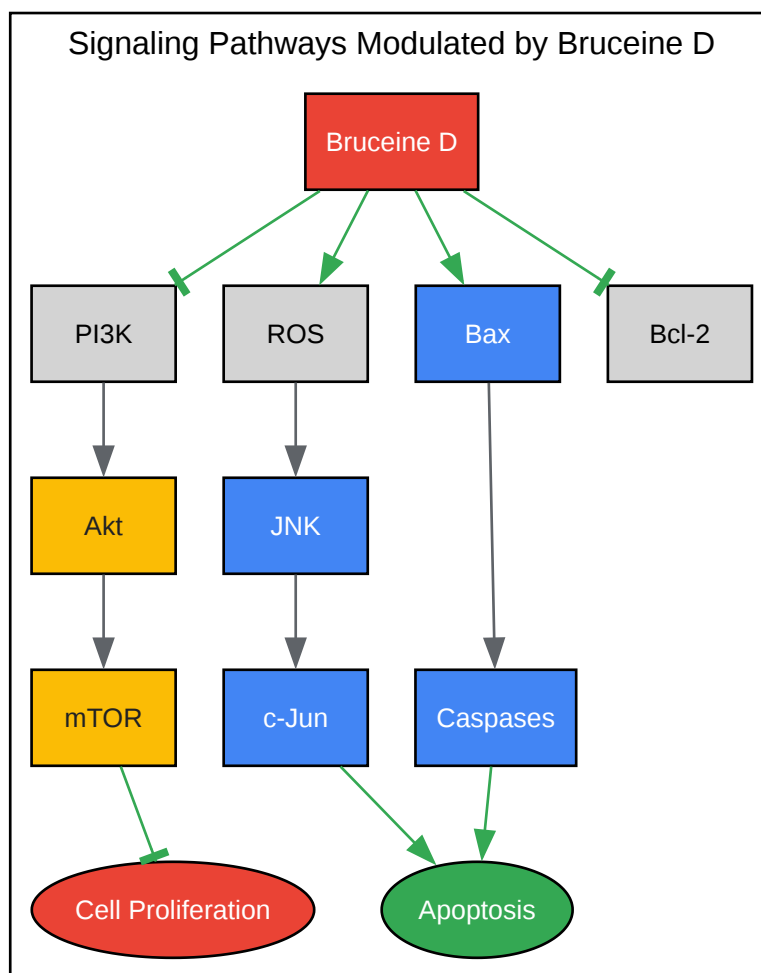 Signaling Pathways Modulated by Bruceine D
Bruceine D
PI3K
ROS
Bax
Bcl-2
Akt
JNK
mTOR
c-Jun
Caspases
Cell Proliferation
Apoptosis